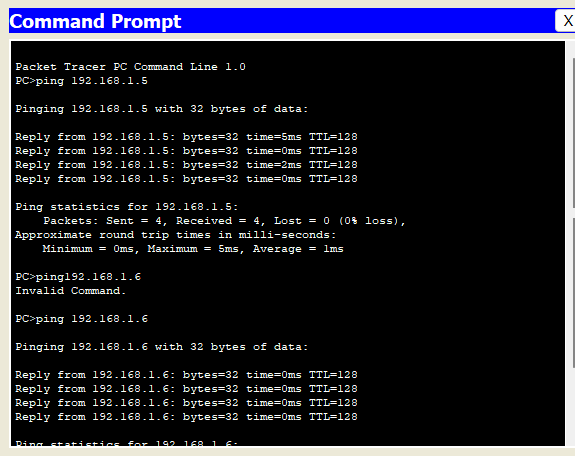 Command Prompt
X
Packet Tracer PC Command Line 1.0
PC>ping 192.168.1.5
Pinging 192.168.1.5 with 32 bytes of data:
Reply from 192.168.1.5: bytes=32 time=5ms TTL=128
Reply from 192.168.1.5: bytes=32 time=0ms TTL=128
Reply from 192.168.1.5: bytes=32 time=2ms TTL=128
Reply from 192.168.1.5: bytes=32 time=0ms TTL=128
Ping statistics for 192.168.1.5:
Packets: Sent = 4, Received = 4, Lost = 0 (0% loss),
Approximate round trip times in milli-seconds:
Minimum = 0ms, Maximum = 5ms, Average = 1ms
PC>ping192.168.1.6
Invalid Command.
PC>ping 192.168.1.6
Pinging 192.168.1.6 with 32 bytes of data:
Reply from 192.168.1.6: bytes=32 time=0ms TTL=128
Reply from 192.168.1.6: bytes=32 time=0ms TTL=128
Reply from 192.168.1.6: bytes=32 time=0ms TTL=128
Reply from 192.168.1.6: bytes=32 time=0ms TTL=128
Ping statistics for 192.168.1.6: